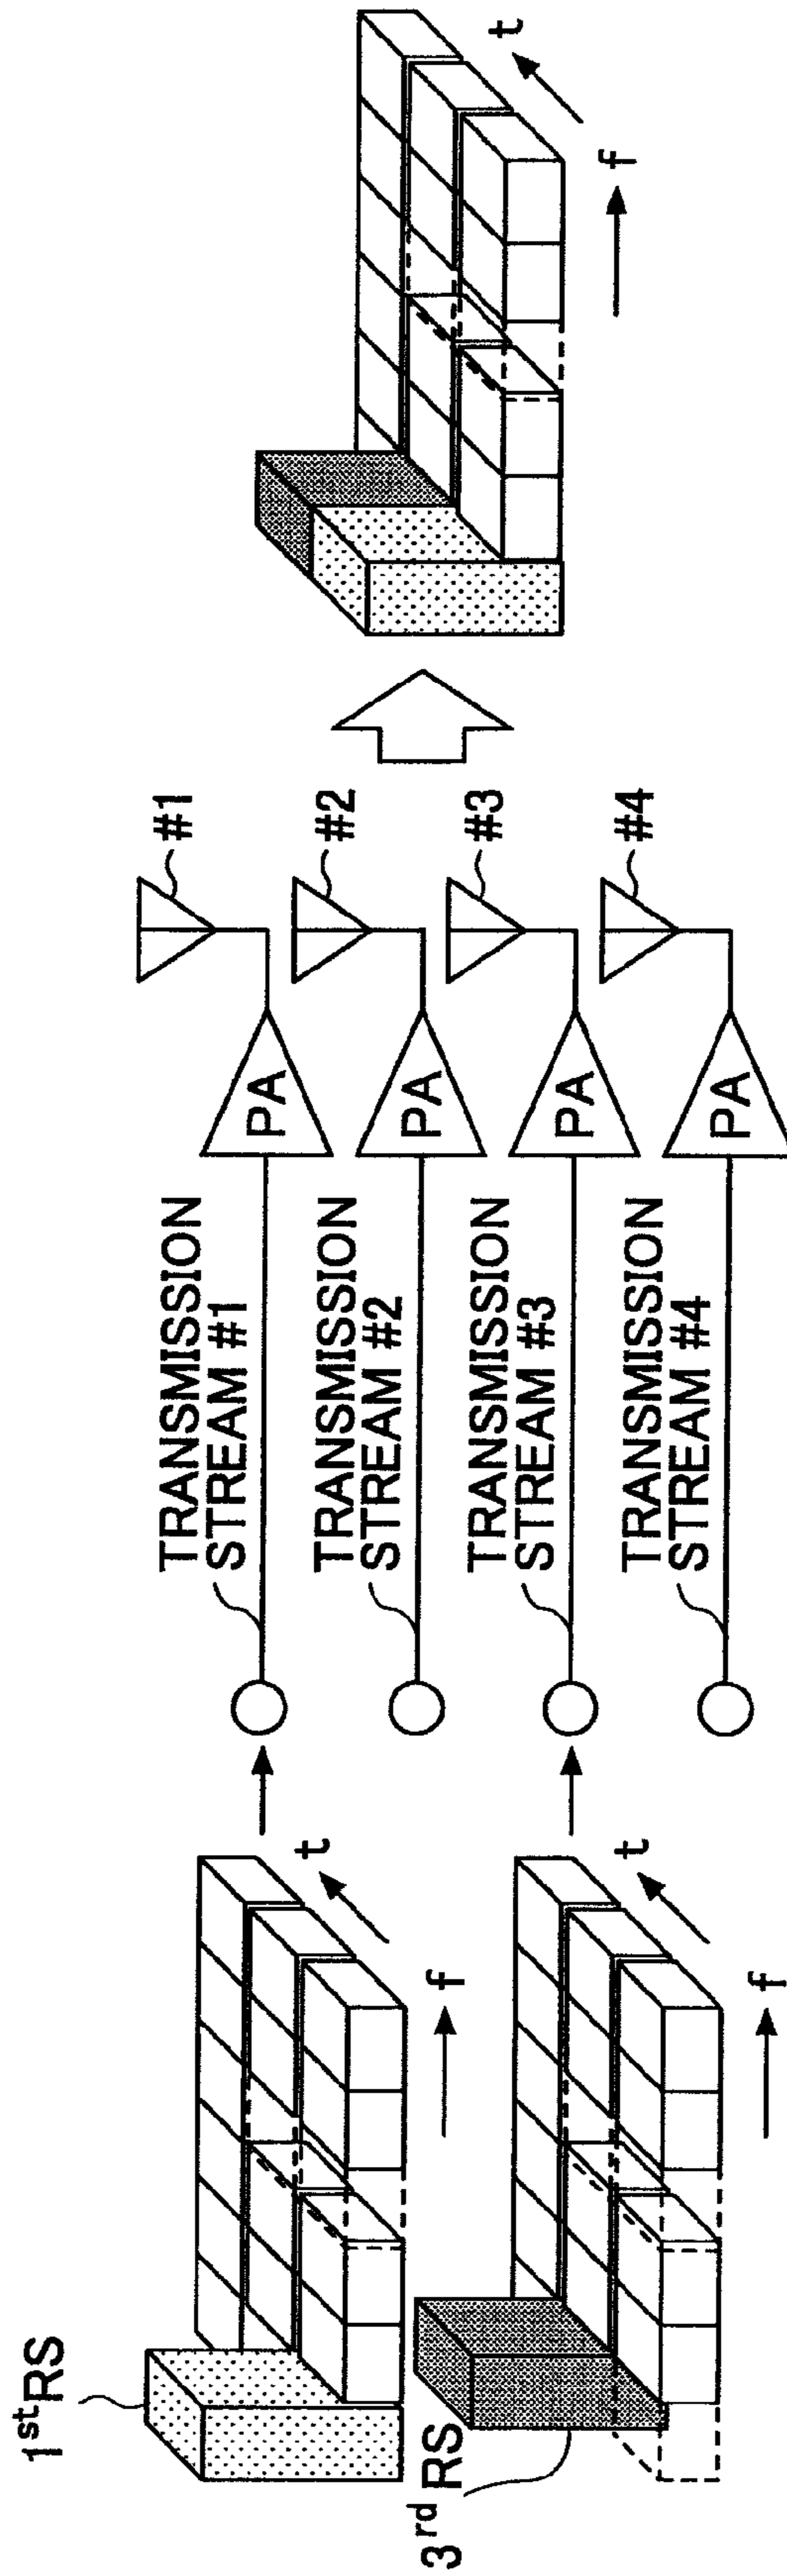 1st RS
f
t
3rd RS
f
t
TRANSMISSION
STREAM #1
PA
#1
TRANSMISSION
STREAM #2
PA
#2
TRANSMISSION
STREAM #3
PA
#3
TRANSMISSION
STREAM #4
PA
#4
f
t